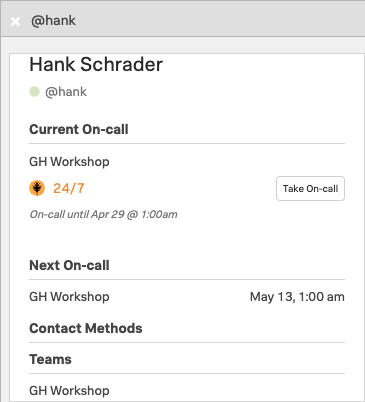 @hank
Hank Schrader
@hank
Current On-call
GH Workshop
24/7
Take On-call
On-call until Apr 29 @ 1:00am
Next On-call
GH Workshop May 13, 1:00 am
Contact Methods
Teams
GH Workshop